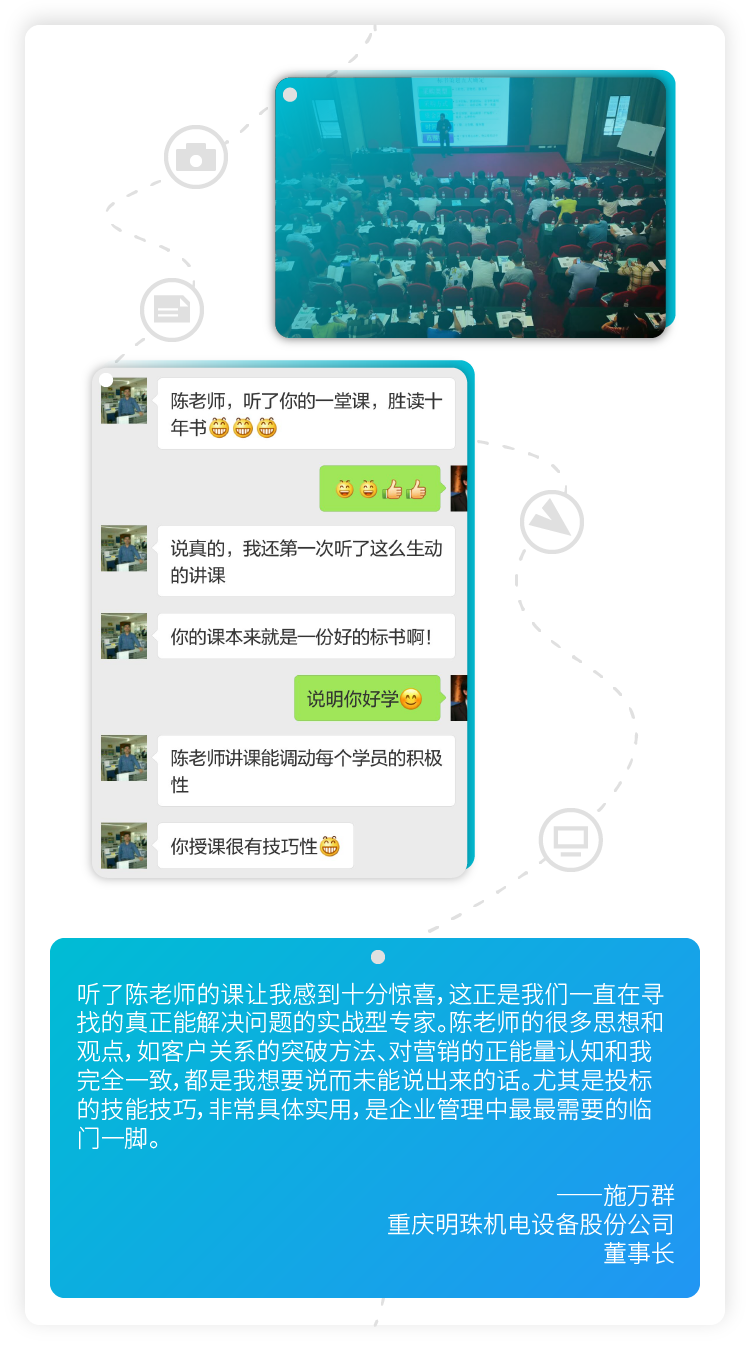 陈老师，听了你的一堂课，胜读十
年书😁😁😁
😄😄👍👍
说真的，我还第一次听了这么生动
的讲课
你的课本来就是一份好的标书啊！
说明你好学😊
陈老师讲课能调动每个学员的积极
性
你授课很有技巧性😁
听了陈老师的课让我感到十分惊喜，这正是我们一直在寻
找的真正能解决问题的实战型专家。陈老师的很多思想和
观点，如客户关系的突破方法、对营销的正能量认知和我
完全一致，都是我想要说而未能说出来的话。尤其是投标
的技能技巧，非常具体实用，是企业管理中最最需要的临
门一脚。
——施万群
重庆明珠机电设备股份公司
董事长